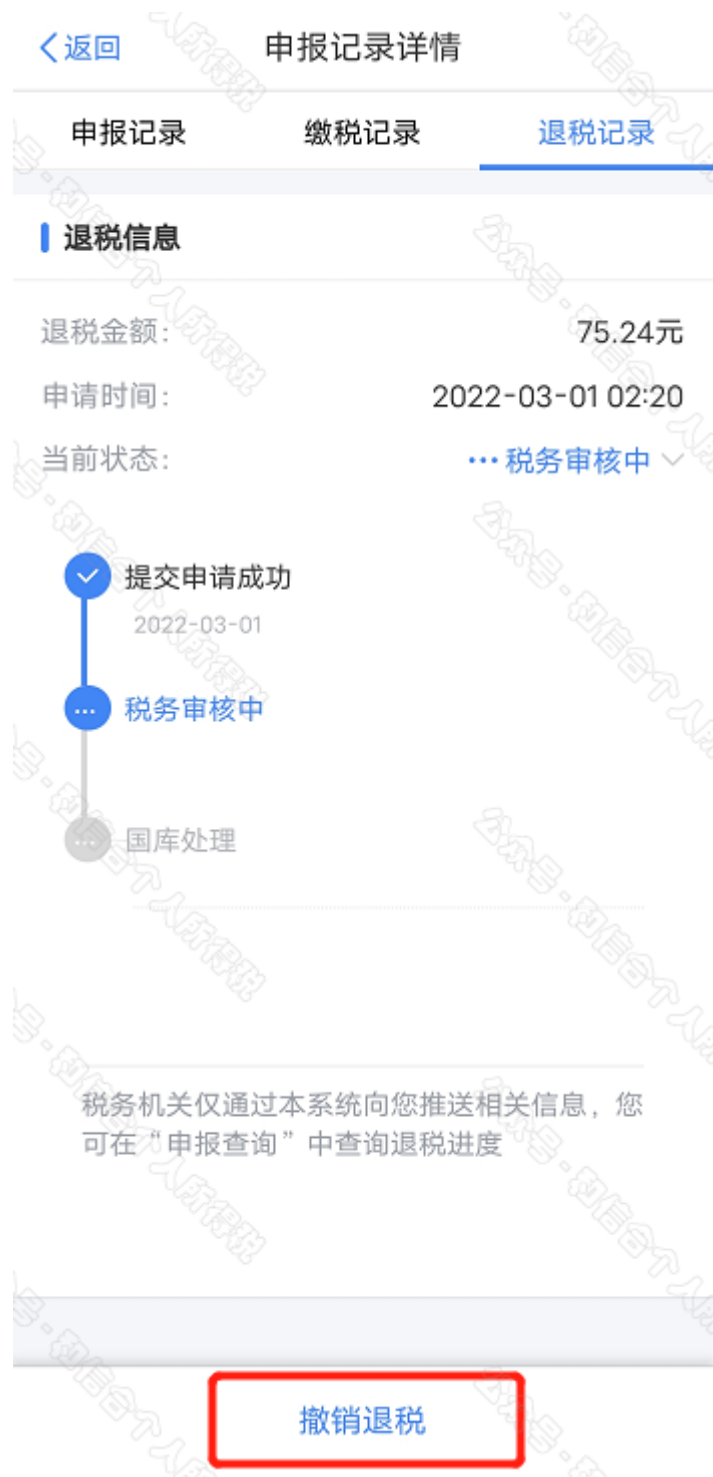 返回
申报记录详情
申报记录 缴税记录 退税记录
退税信息
退税金额: 75.24元
申请时间: 2022-03-01 02:20
当前状态: ··· 税务审核中
提交申请成功
2022-03-01
税务审核中
国库处理
税务机关仅通过本系统向您推送相关信息，您
可在“申报查询”中查询退税进度
撤销退税